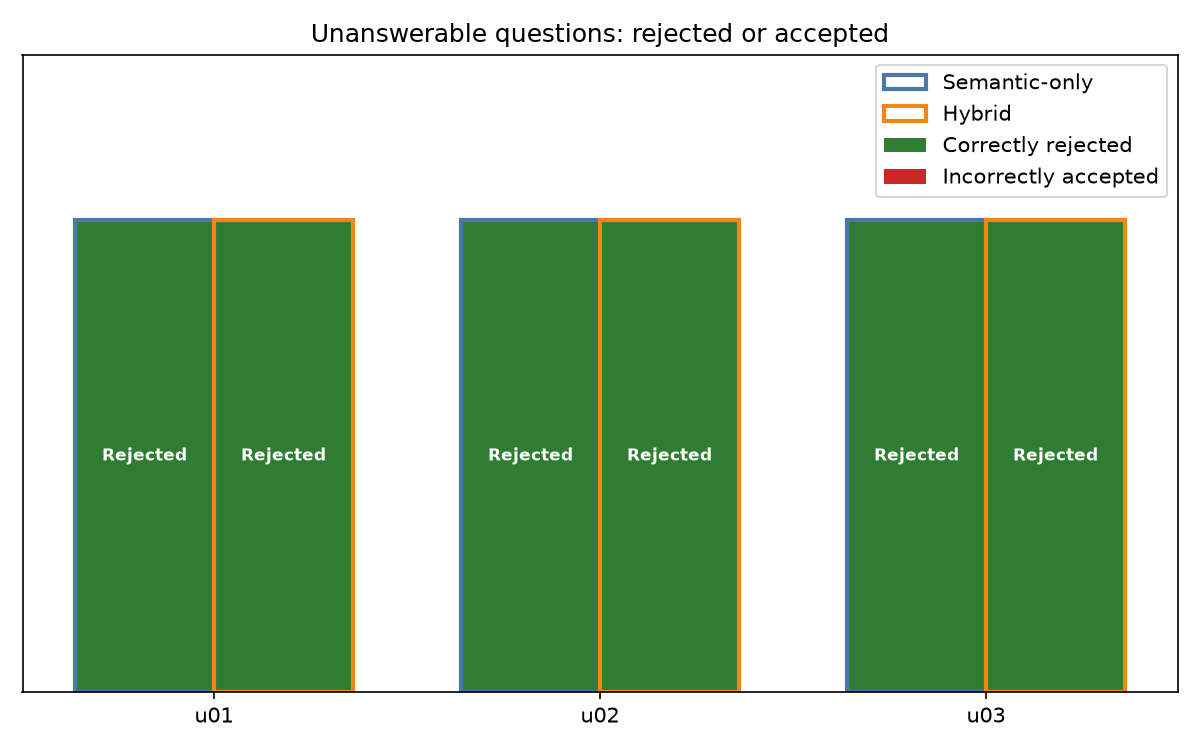 Unanswerable questions: rejected or accepted
Semantic-only
Hybrid
Correctly rejected
Incorrectly accepted
Rejected Rejected Rejected Rejected Rejected Rejected
u01 u02 u03